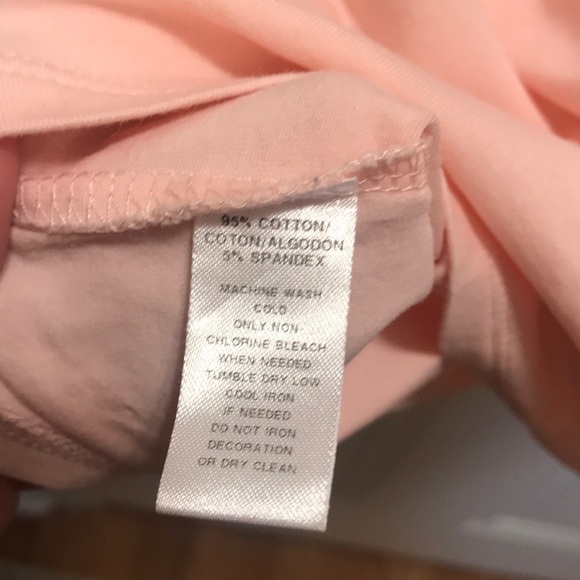 95% COTTON/
COTON/ALGODON
5% SPANDEX
MACHINE WASH
COLD
ONLY NON-
CHLORINE BLEACH
WHEN NEEDED
TUMBLE DRY LOW
COOL IRON
IF NEEDED
DO NOT IRON
DECORATION
OR DRY CLEAN